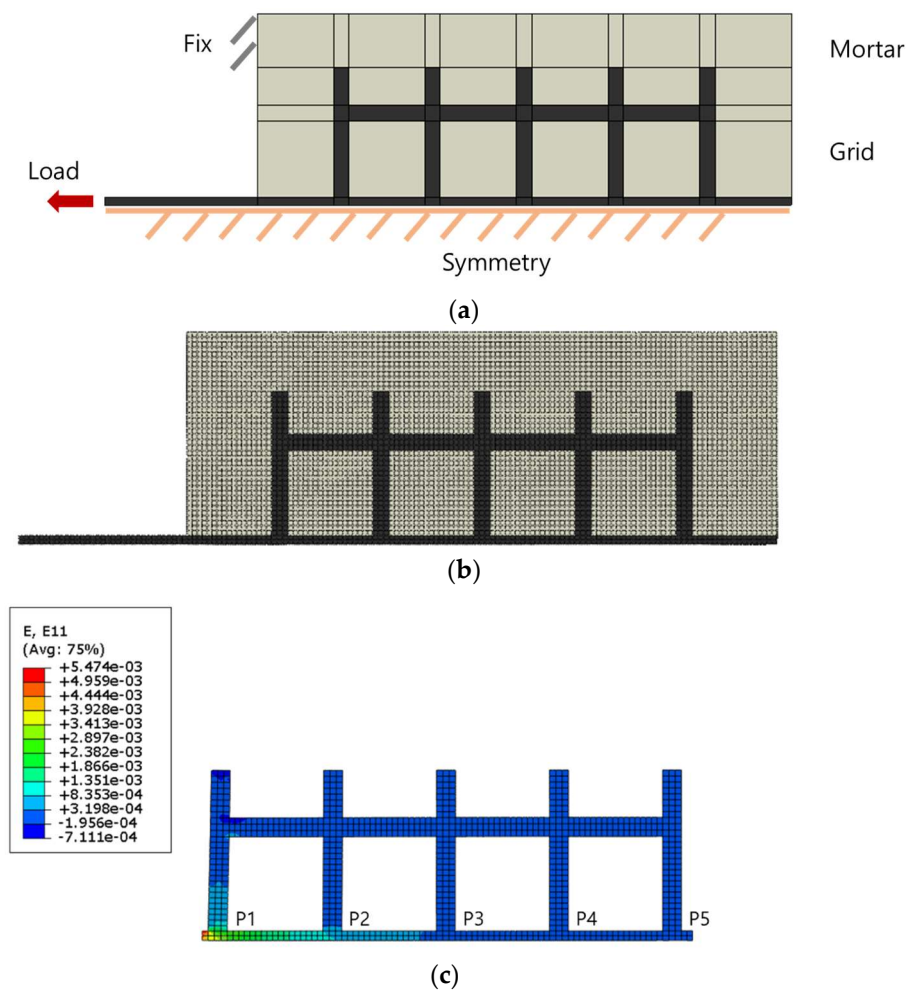 Fix
Mortar
Grid
Load
Symmetry
(a)
(b)
E, E11
(Avg: 75%)
+5.474e-03
+4.959e-03
+4.444e-03
+3.928e-03
+3.413e-03
+2.897e-03
+2.382e-03
+1.866e-03
+1.351e-03
+8.353e-04
+3.198e-04
-1.956e-04
-7.111e-04
P1 P2 P3 P4 P5
(c)